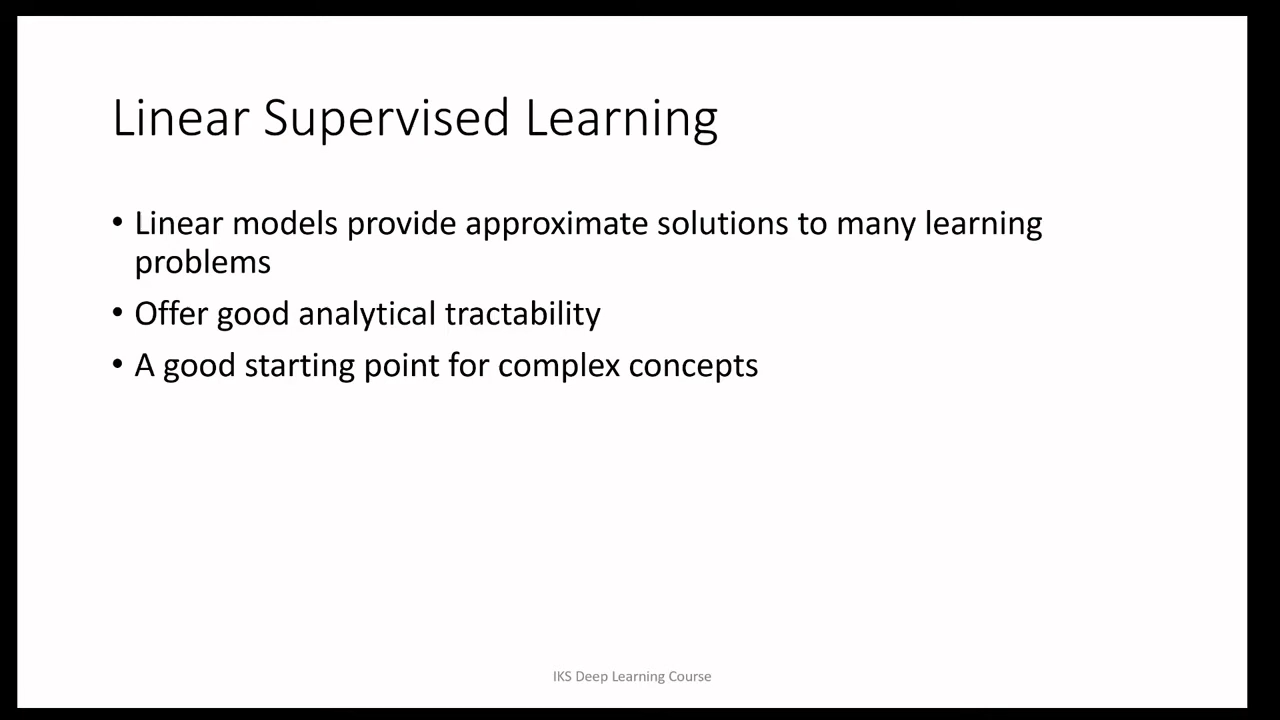 Linear Supervised Learning
• Linear models provide approximate solutions to many learning
problems
• Offer good analytical tractability
• A good starting point for complex concepts
IKS Deep Learning Course